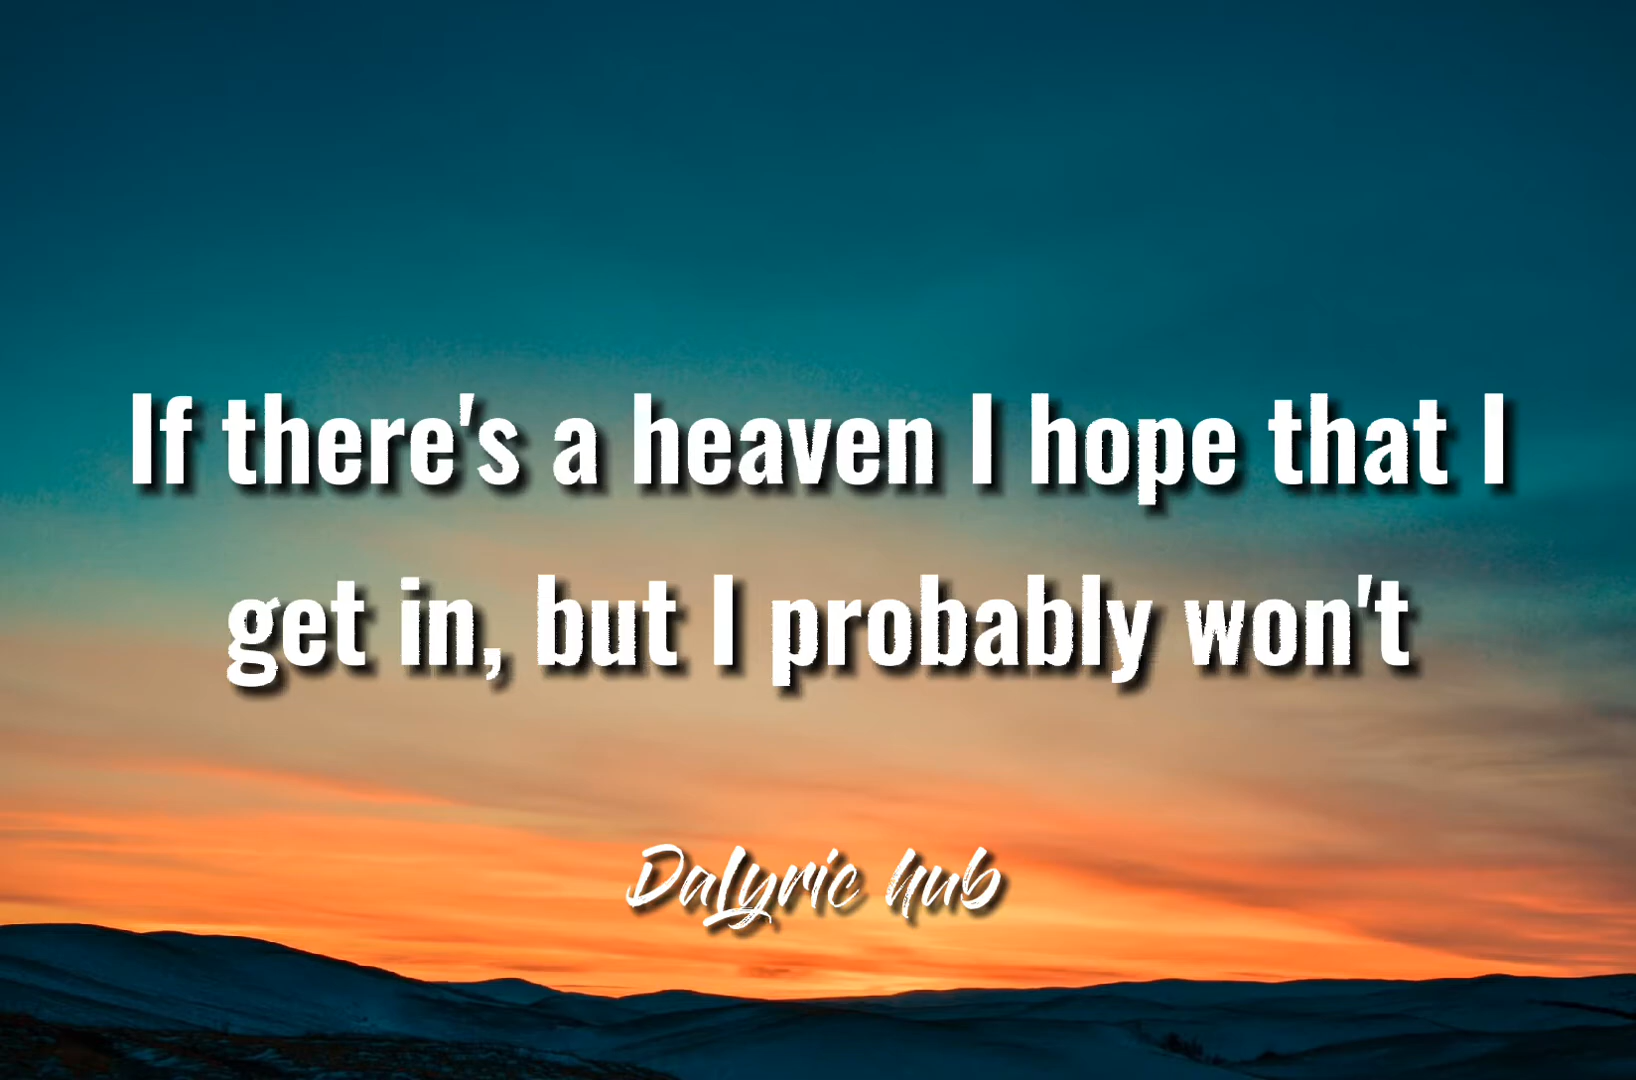 If there's a heaven I hope that I
get in, but I probably won't
DaLyric hub